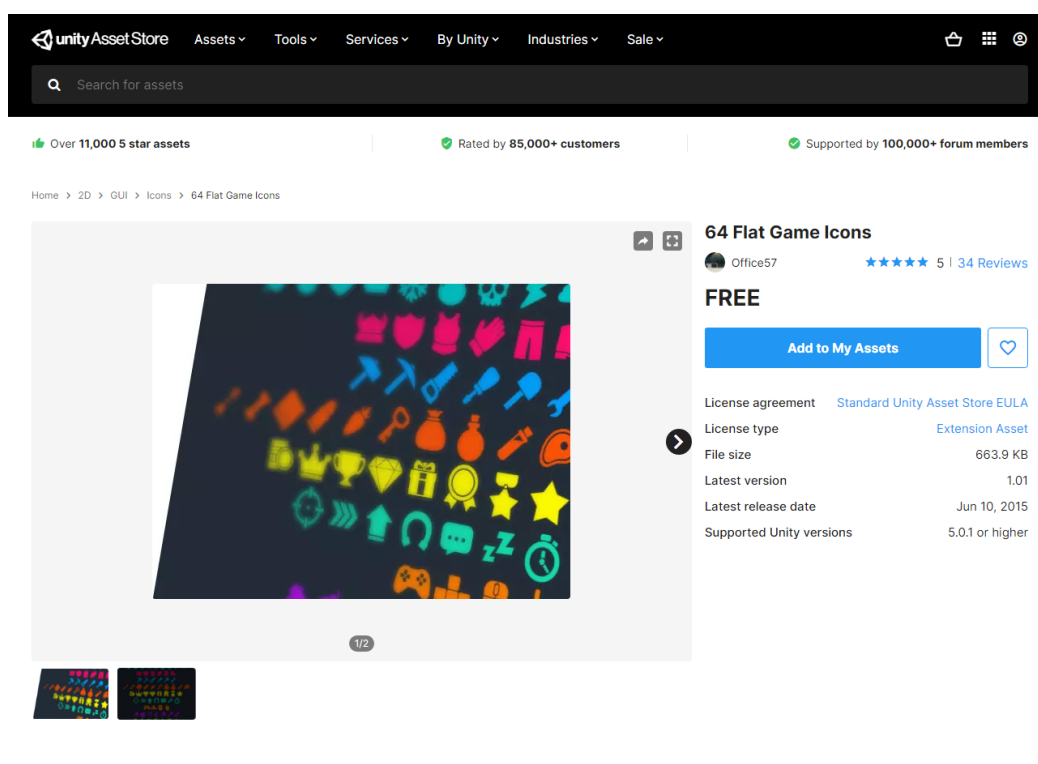 unity Asset Store Assets Tools Services By Unity Industries Sale
Search for assets
Over 11,000 5 star assets Rated by 85,000+ customers Supported by 100,000+ forum members
Home > 2D > GUI > Icons > 64 Flat Game Icons
64 Flat Game Icons
Office57 5 | 34 Reviews
FREE
Add to My Assets
License agreement Standard Unity Asset Store EULA
License type Extension Asset
File size 663.9 KB
Latest version 1.01
Latest release date Jun 10, 2015
Supported Unity versions 5.0.1 or higher
zZ
1/2